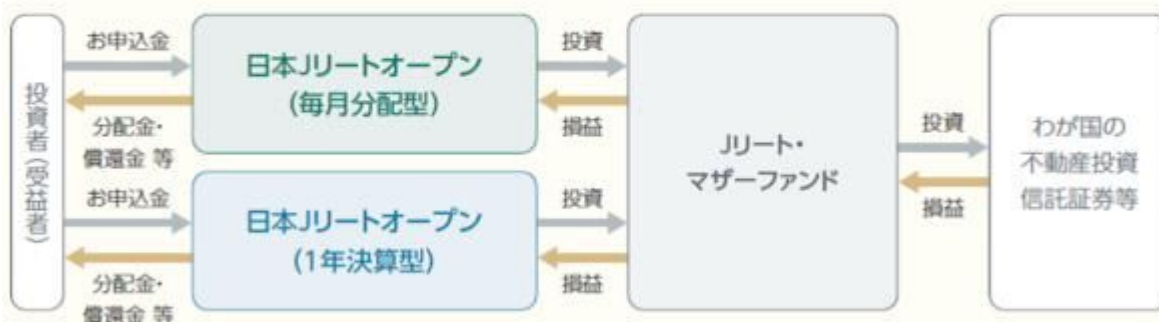 投資者（受益者）
お申込金
分配金・
償還金 等
日本Jリートオープン
(毎月分配型)
投資
損益
お申込金
分配金・
償還金 等
日本Jリートオープン
(1年決算型)
投資
損益
Jリート・
マザーファンド
投資
損益
わが国の
不動産投資
信託証券等